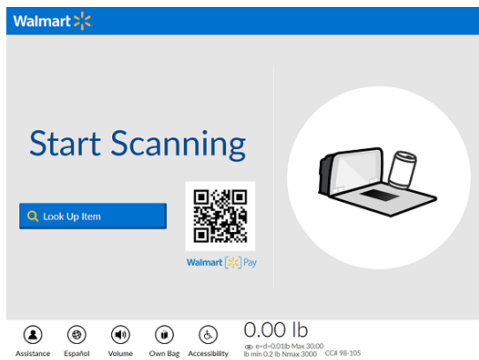 Walmart
Start Scanning
Look Up Item
Walmart Pay
Assistance Español Volume Own Bag Accessibility
0.00 lb
e=d=0.01lb Max 30.00
lb min 0.2 lb Nmax 3000 CC# 98-105